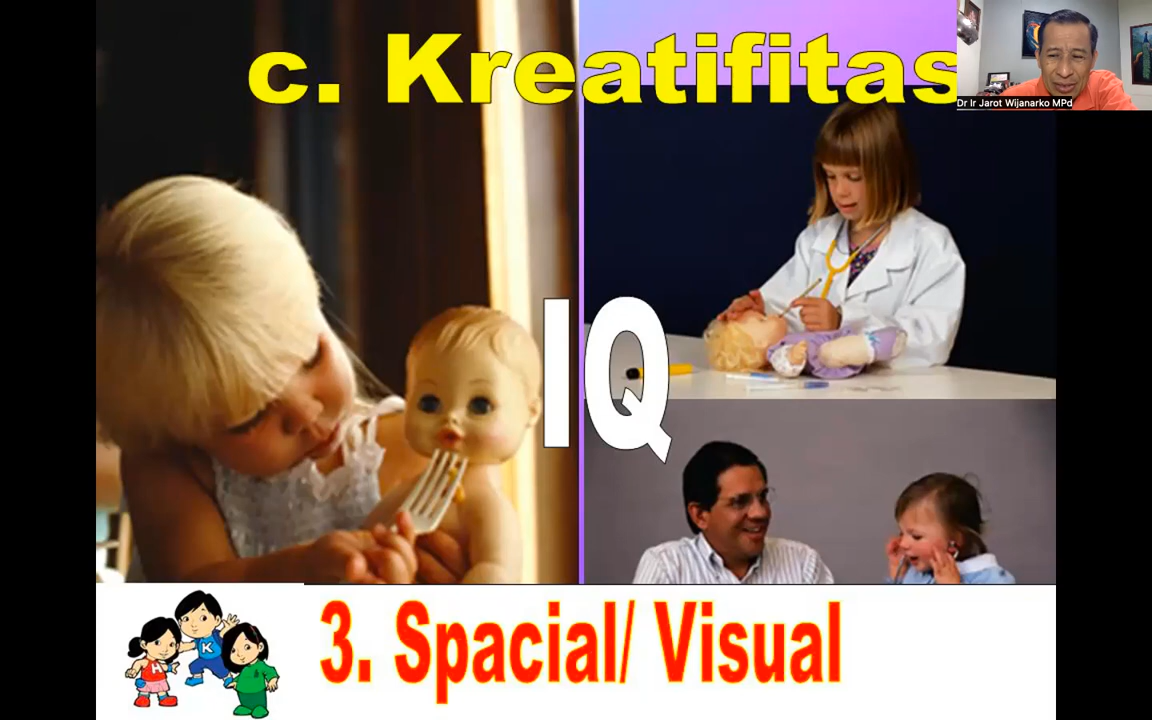 c. Kreatifitas
Dr Ir Jarot Wijanarko MPd
IQ
K
3. Spacial/ Visual